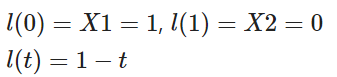 l(0) = X1 = 1, l(1) = X2 = 0
l(t) = 1 − t